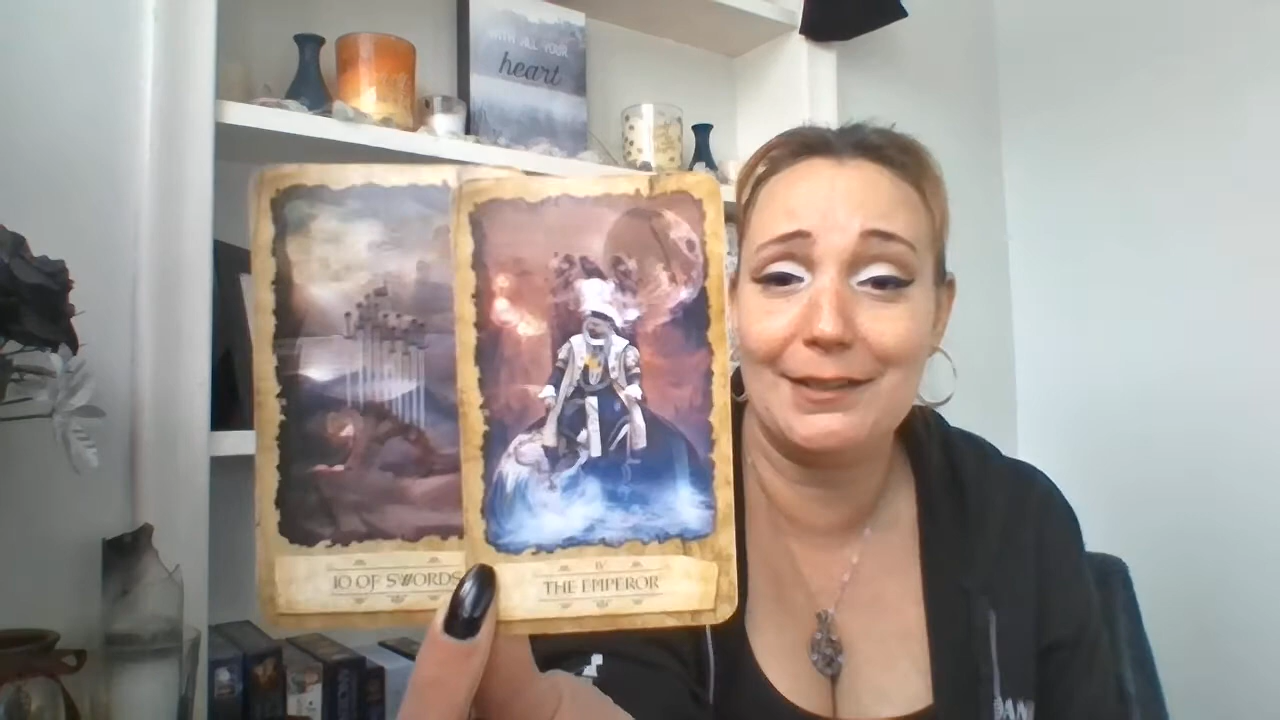 WITH ALL YOUR
heart
10 OF SWORDS
IV
THE EMPEROR